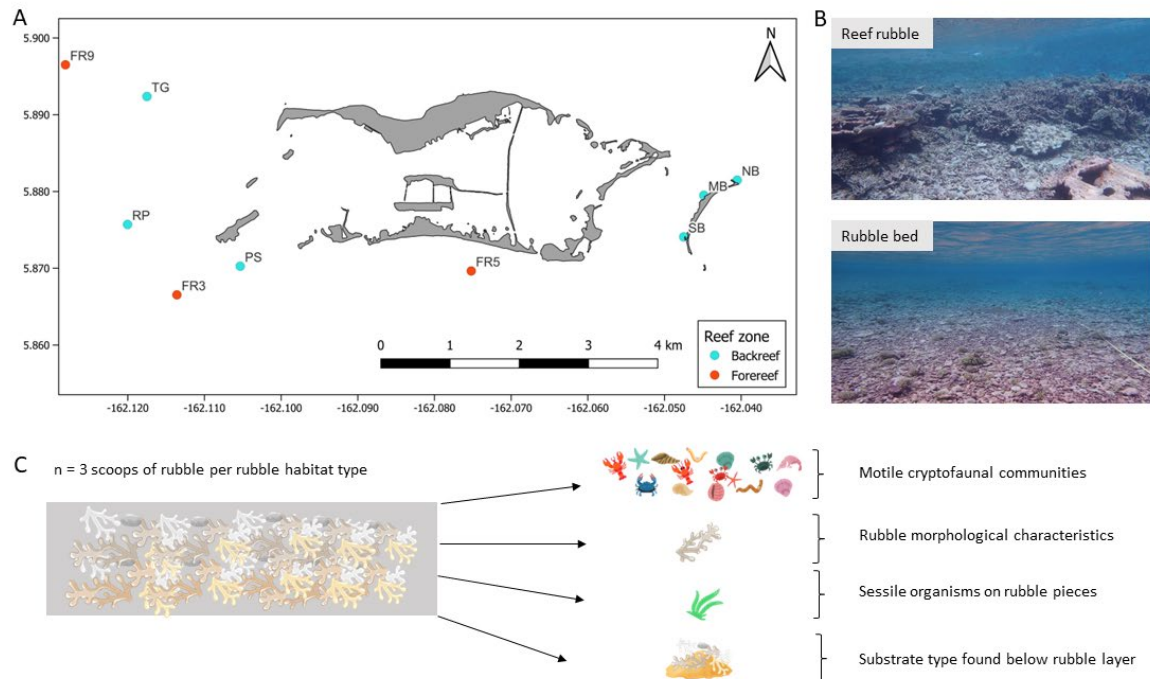 A
5.900
5.890
5.880
5.870
5.860
FR9
TG
N
NB
MB
RP
SB
PS
FR5
FR3
0 1 2 3 4 km
Reef zone
Backreef
Forereef
-162.120 -162.110 -162.100 -162.090 -162.080 -162.070 -162.060 -162.050 -162.040
B
Reef rubble
Rubble bed
C
n = 3 scoops of rubble per rubble habitat type
Motile cryptofaunal communities
Rubble morphological characteristics
Sessile organisms on rubble pieces
Substrate type found below rubble layer